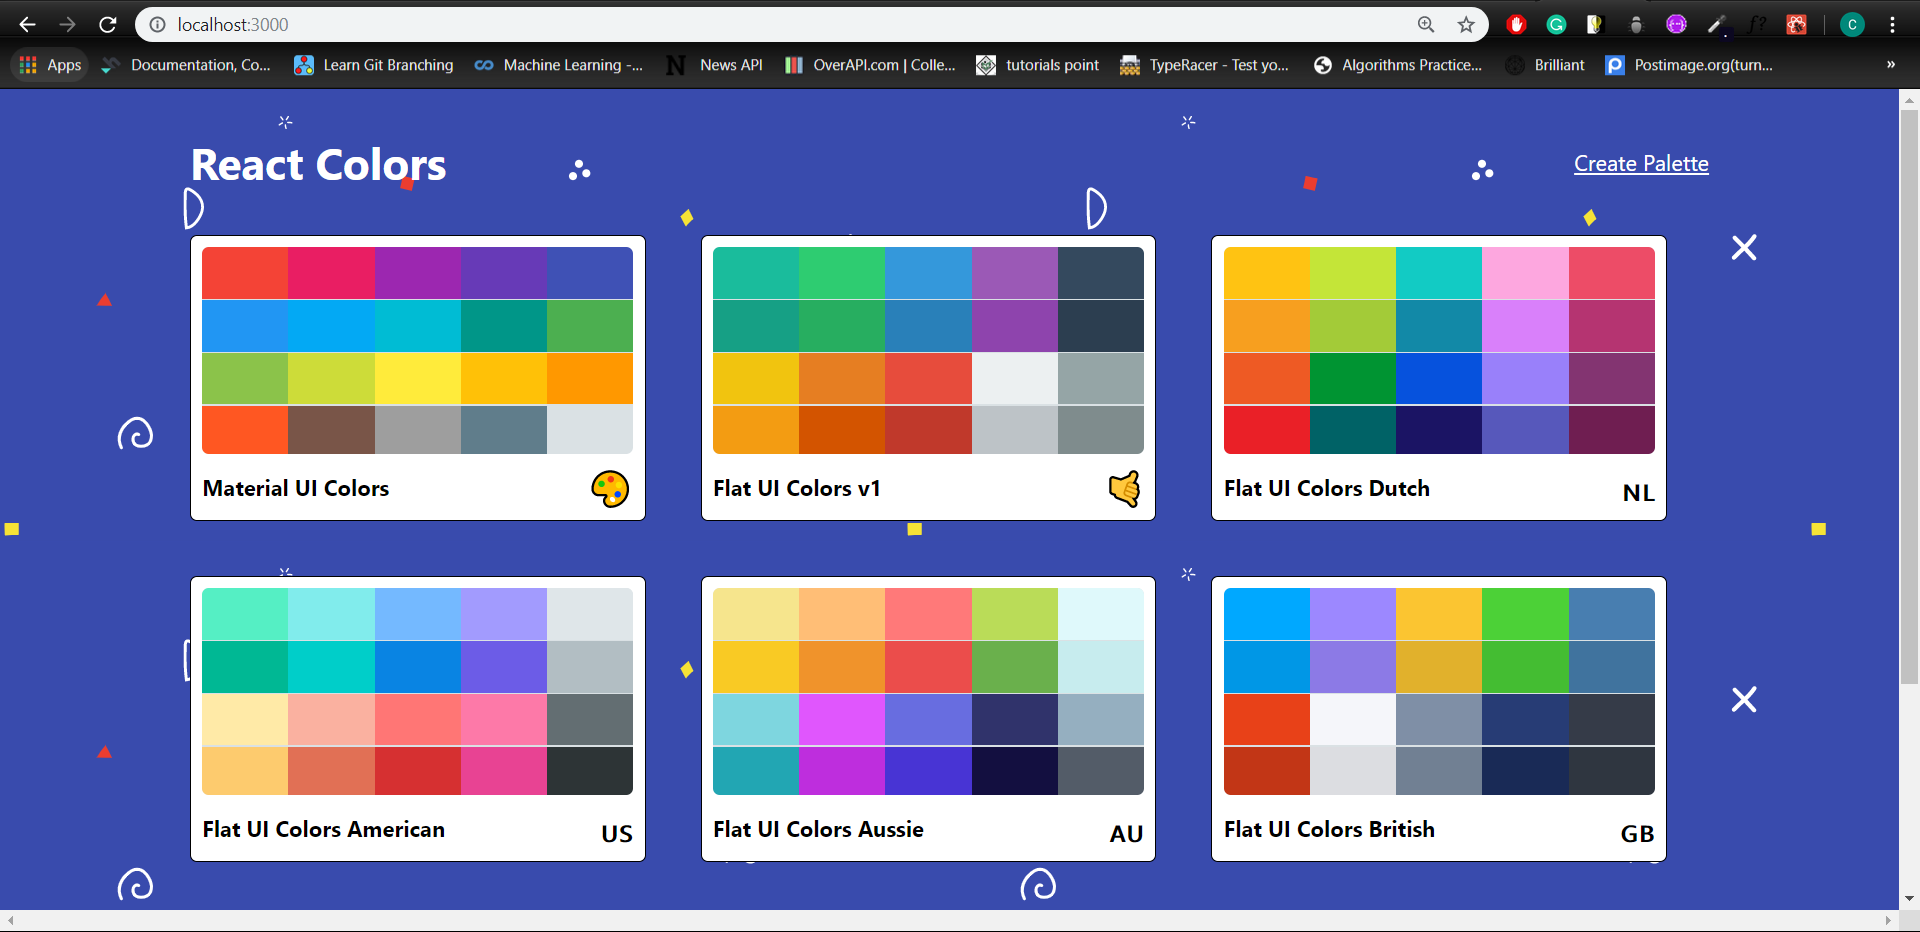 localhost:3000
Apps
Documentation, Co...
Learn Git Branching
Machine Learning -...
News API
OverAPI.com | Colle...
tutorials point
TypeRacer - Test yo...
Algorithms Practice...
Brilliant
Postimage.org(turn...
»
React Colors
Create Palette
Material UI Colors
Flat UI Colors v1
Flat UI Colors Dutch
NL
Flat UI Colors American
US
Flat UI Colors Aussie
AU
Flat UI Colors British
GB